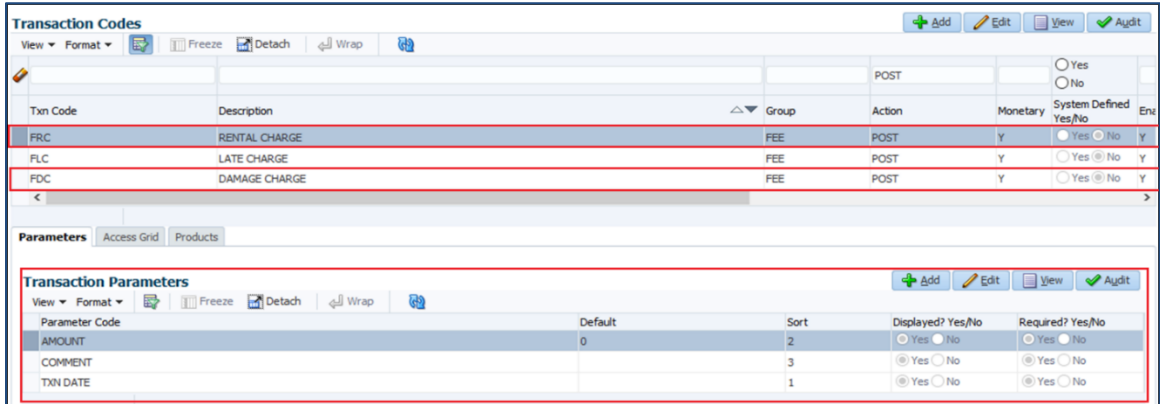 Transaction Codes
Add Edit View Audit
View Format Freeze Detach Wrap
POST Yes No
Txn Code Description Group Action Monetary System Defined Yes/No Ena
FRC RENTAL CHARGE FEE POST Y Yes No Y
FLC LATE CHARGE FEE POST Y Yes No Y
FDC DAMAGE CHARGE FEE POST Y Yes No Y
Parameters Access Grid Products
Transaction Parameters
Add Edit View Audit
View Format Freeze Detach Wrap
Parameter Code Default Sort Displayed? Yes/No Required? Yes/No
AMOUNT 0 2 Yes No Yes No
COMMENT 3 Yes No Yes No
TXN DATE 1 Yes No Yes No